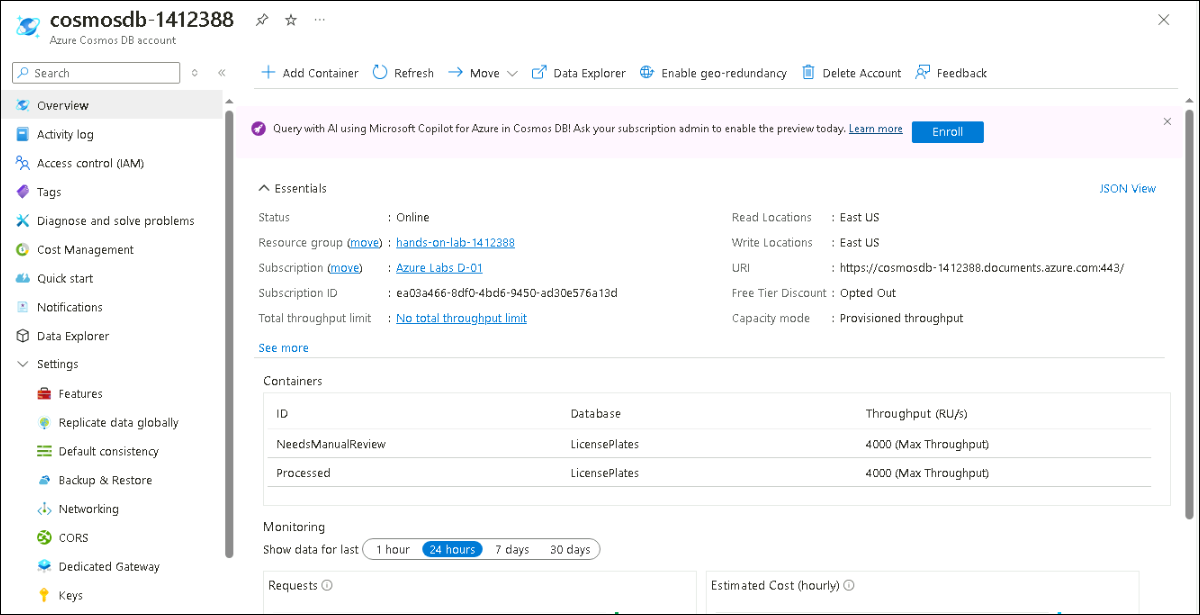 cosmosdb-1412388
Azure Cosmos DB account
Search
Add Container Refresh Move Data Explorer Enable geo-redundancy Delete Account Feedback
Overview
Activity log
Access control (IAM)
Tags
Diagnose and solve problems
Cost Management
Quick start
Notifications
Data Explorer
Settings
Features
Replicate data globally
Default consistency
Backup & Restore
Networking
CORS
Dedicated Gateway
Keys
Query with AI using Microsoft Copilot for Azure in Cosmos DB! Ask your subscription admin to enable the preview today. Learn more Enroll
Essentials JSON View
Status : Online
Resource group (move) : hands-on-lab-1412388
Subscription (move) : Azure Labs D-01
Subscription ID : ea03a466-8df0-4bd6-9450-ad30e576a13d
Total throughput limit : No total throughput limit
Read Locations : East US
Write Locations : East US
URI : https://cosmosdb-1412388.documents.azure.com:443/
Free Tier Discount : Opted Out
Capacity mode : Provisioned throughput
See more
Containers
ID Database Throughput (RU/s)
NeedsManualReview LicensePlates 4000 (Max Throughput)
Processed LicensePlates 4000 (Max Throughput)
Monitoring
Show data for last 1 hour 24 hours 7 days 30 days
Requests Estimated Cost (hourly)